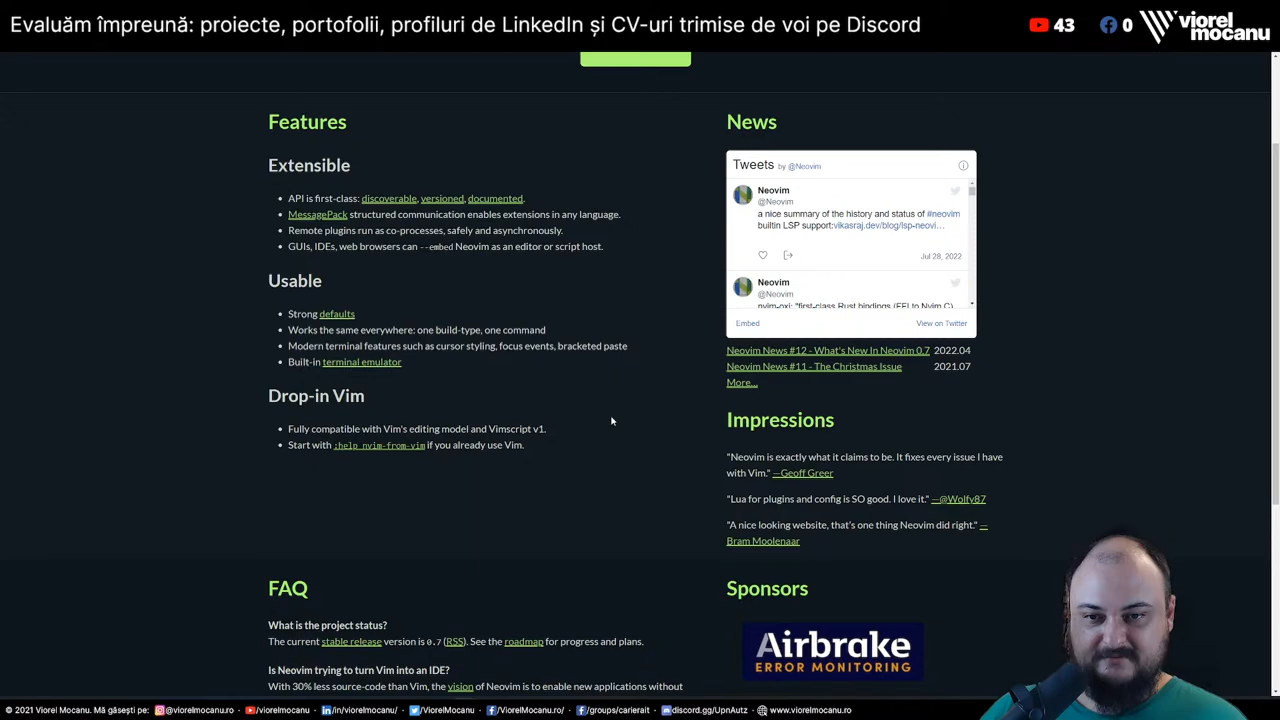 Evaluăm împreună: proiecte, portofolii, profiluri de LinkedIn și CV-uri trimise de voi pe Discord
43
0
viorel
mocanu
Features
Extensible
API is first-class: discoverable, versioned, documented.
MessagePack structured communication enables extensions in any language.
Remote plugins run as co-processes, safely and asynchronously.
GUIs, IDEs, web browsers can --embed Neovim as an editor or script host.
Usable
Strong defaults
Works the same everywhere: one build-type, one command
Modern terminal features such as cursor styling, focus events, bracketed paste
Built-in terminal emulator
Drop-in Vim
Fully compatible with Vim's editing model and Vimscript v1.
Start with :help nvim-from-vim if you already use Vim.
News
Tweets by @Neovim
Neovim
@Neovim
a nice summary of the history and status of #neovim
builtin LSP support:vikasraj.dev/blog/lsp-neovi…
Jul 28, 2022
Neovim
@Neovim
nvim-oxi: "first-class Rust bindings (FFI to Nvim C)
Embed
View on Twitter
Neovim News #12 - What's New In Neovim 0.7 2022.04
Neovim News #11 - The Christmas Issue 2021.07
More...
Impressions
"Neovim is exactly what it claims to be. It fixes every issue I have
with Vim." —Geoff Greer
"Lua for plugins and config is SO good. I love it." —@Wolfy87
"A nice looking website, that's one thing Neovim did right." —
Bram Moolenaar
FAQ
What is the project status?
The current stable release version is 0.7 (RSS). See the roadmap for progress and plans.
Is Neovim trying to turn Vim into an IDE?
With 30% less source-code than Vim, the vision of Neovim is to enable new applications without
Sponsors
Airbrake
ERROR MONITORING
© 2021 Viorel Mocanu. Mă găsești pe: @viorelmocanu.ro /viorelmocanu /in/viorelmocanu/ /ViorelMocanu /ViorelMocanu.ro/ /groups/carierait discord.gg/UpnAutz www.viorelmocanu.ro